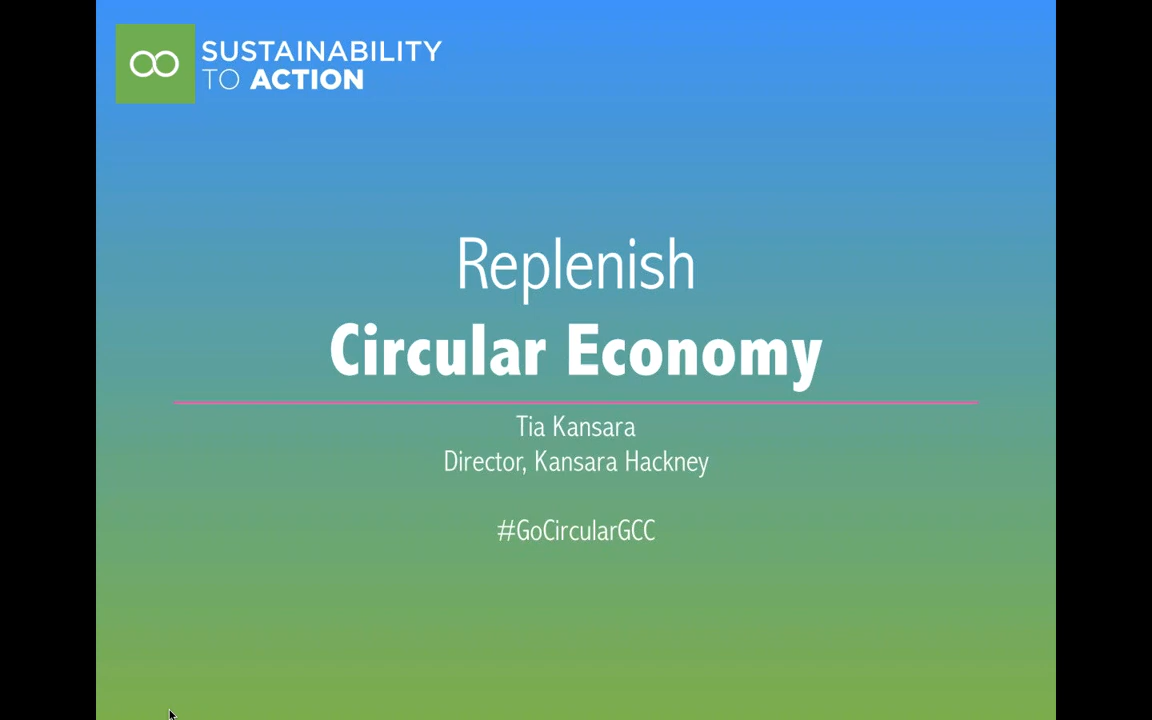 SUSTAINABILITY
TO ACTION
Replenish
Circular Economy
Tia Kansara
Director, Kansara Hackney
#GoCircularGCC